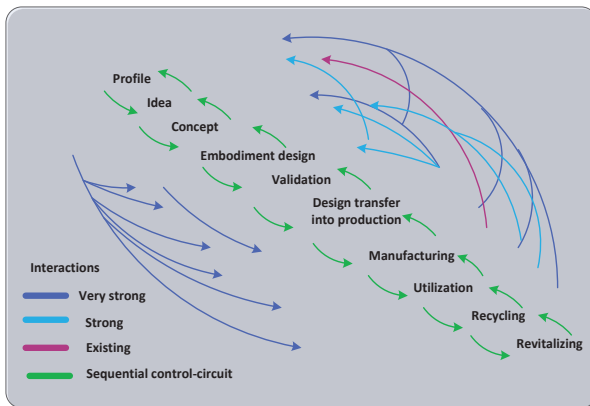 Profile
Idea
Concept
Embodiment design
Validation
Design transfer
into production
Manufacturing
Utilization
Recycling
Revitalizing
Interactions
Very strong
Strong
Existing
Sequential control-circuit